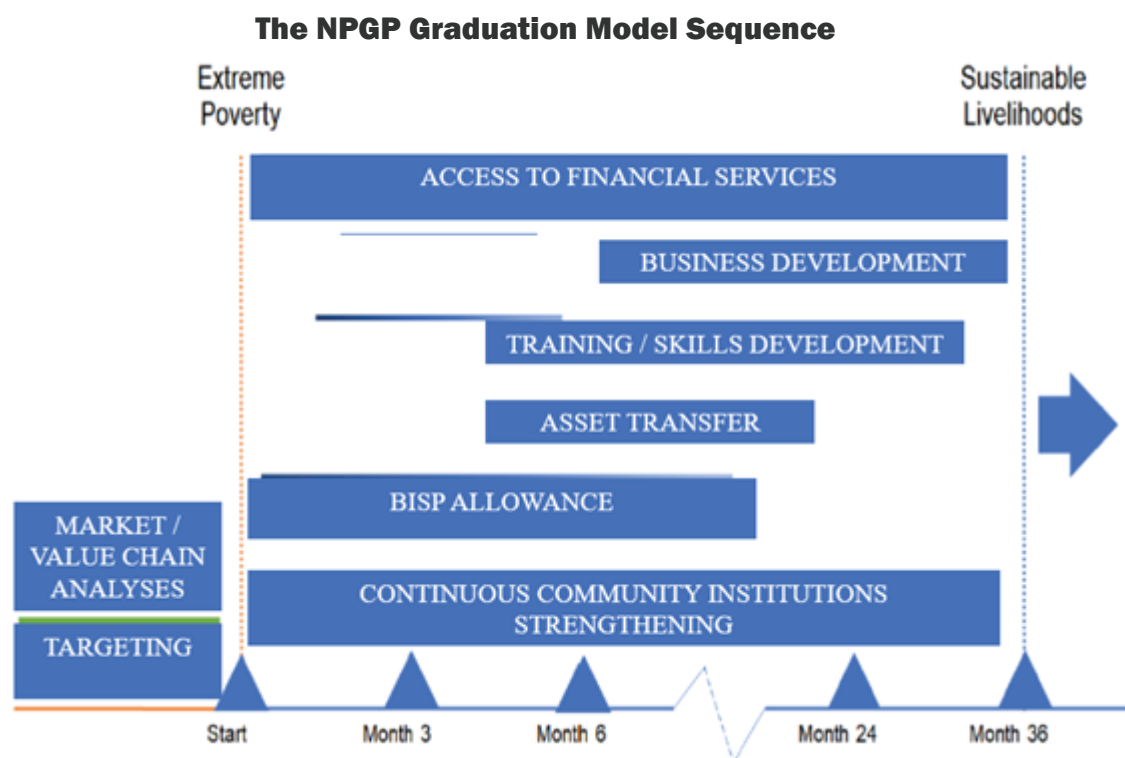 The NPGP Graduation Model Sequence
Extreme
Poverty
Sustainable
Livelihoods
ACCESS TO FINANCIAL SERVICES
BUSINESS DEVELOPMENT
TRAINING / SKILLS DEVELOPMENT
ASSET TRANSFER
BISP ALLOWANCE
MARKET /
VALUE CHAIN
ANALYSES
CONTINUOUS COMMUNITY INSTITUTIONS
STRENGTHENING
TARGETING
Start
Month 3
Month 6
Month 24
Month 36